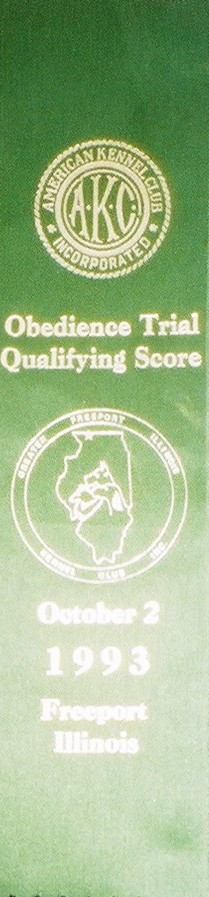 AMERICAN KENNEL CLUB
A.K.C.
INCORPORATED
Obedience Trial
Qualifying Score
GREATER FREEPORT ILLINOIS
KENNEL CLUB INC.
October 2
1993
Freeport
Illinois